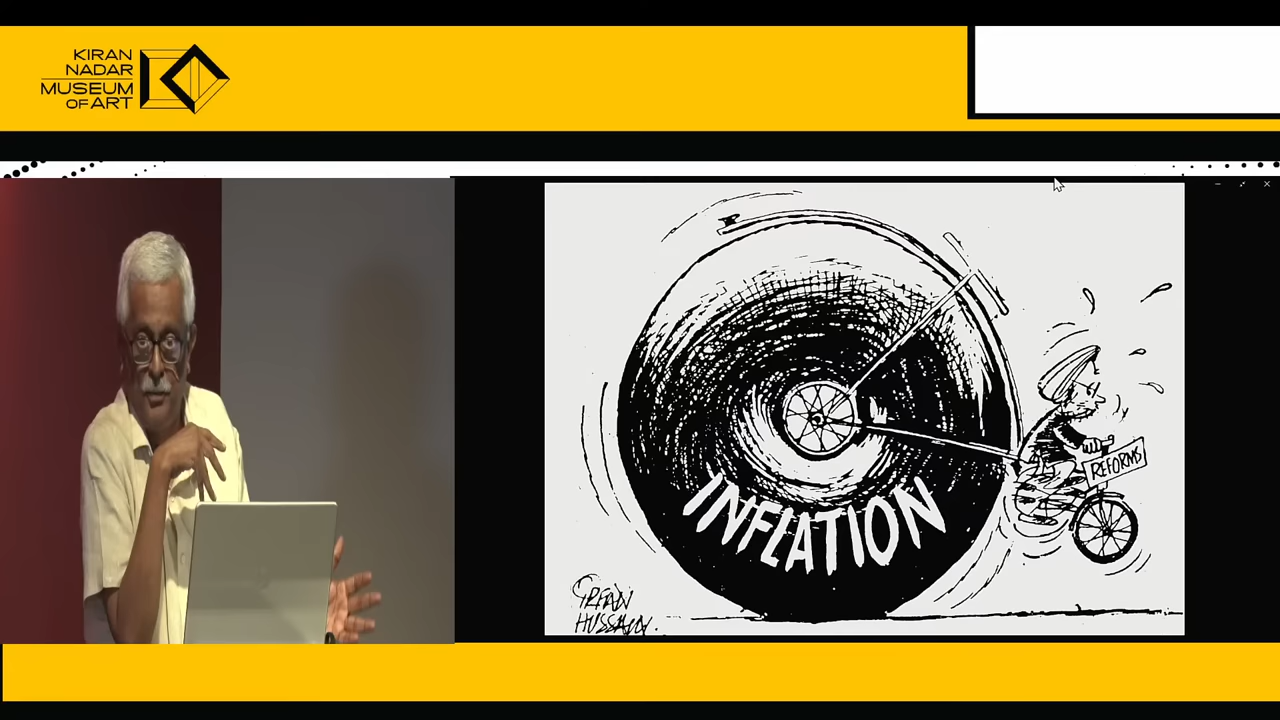 KIRAN
NADAR
MUSEUM
OF ART
INFLATION
REFORMS
IRFAN
HUSSAIN.